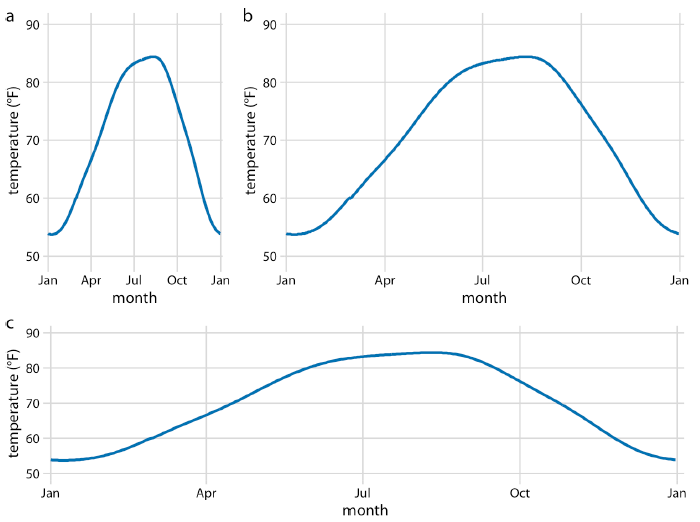 a
90
80
70
60
50
temperature (°F)
Jan Apr Jul Oct Jan
month
b
90
80
70
60
50
temperature (°F)
Jan Apr Jul Oct Jan
month
c
90
80
70
60
50
temperature (°F)
Jan Apr Jul Oct Jan
month